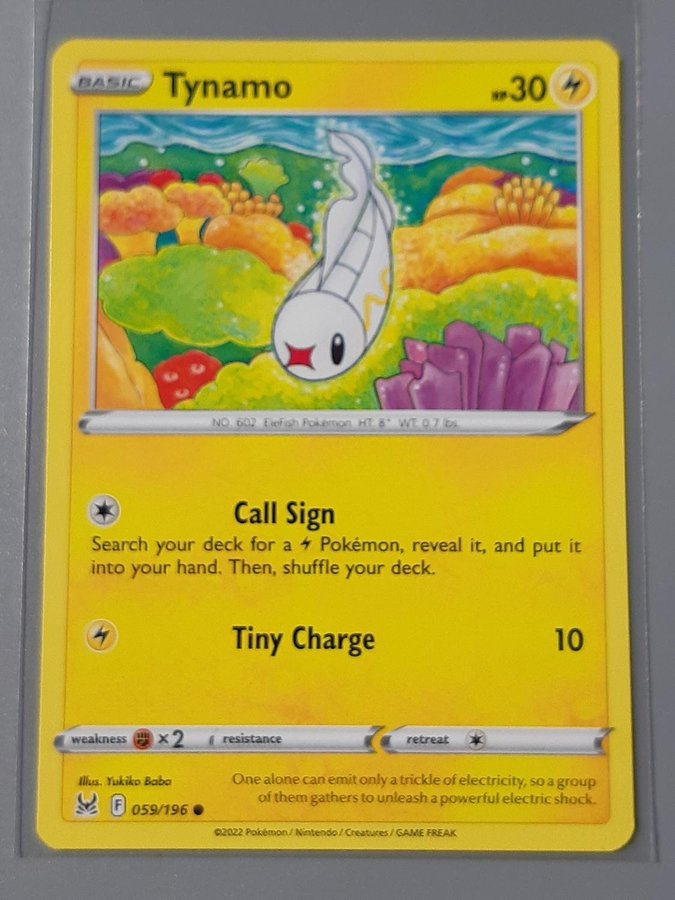 BASIC Tynamo HP 30
NO. 602 EleFish Pokémon HT. 8" WT. 0.7 lbs.
Call Sign
Search your deck for a Pokémon, reveal it, and put it
into your hand. Then, shuffle your deck.
Tiny Charge 10
weakness ×2 resistance retreat
Illus. Yukiko Baba
One alone can emit only a trickle of electricity, so a group
of them gathers to unleash a powerful electric shock.
F 059/196
©2022 Pokémon / Nintendo / Creatures / GAME FREAK